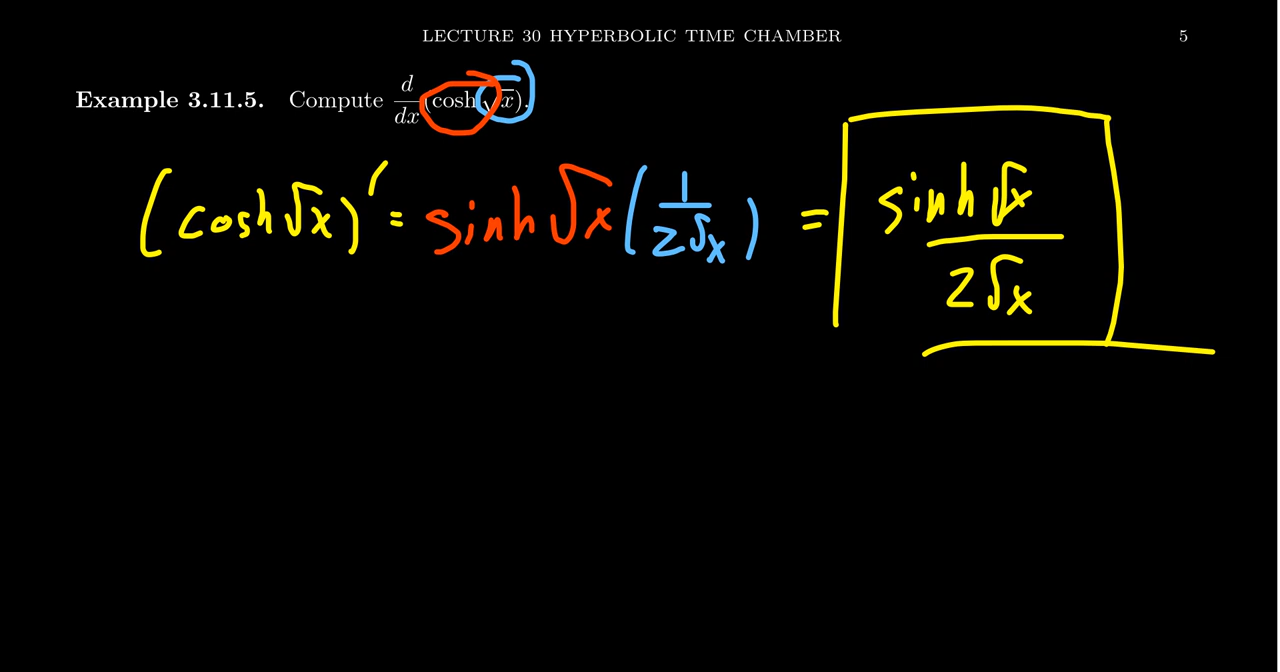 LECTURE 30 HYPERBOLIC TIME CHAMBER 5
Example 3.11.5. Compute d/dx (cosh √x).
(cosh √x)′ = sinh √x (1/(2√x)) = sinh √x / (2√x)